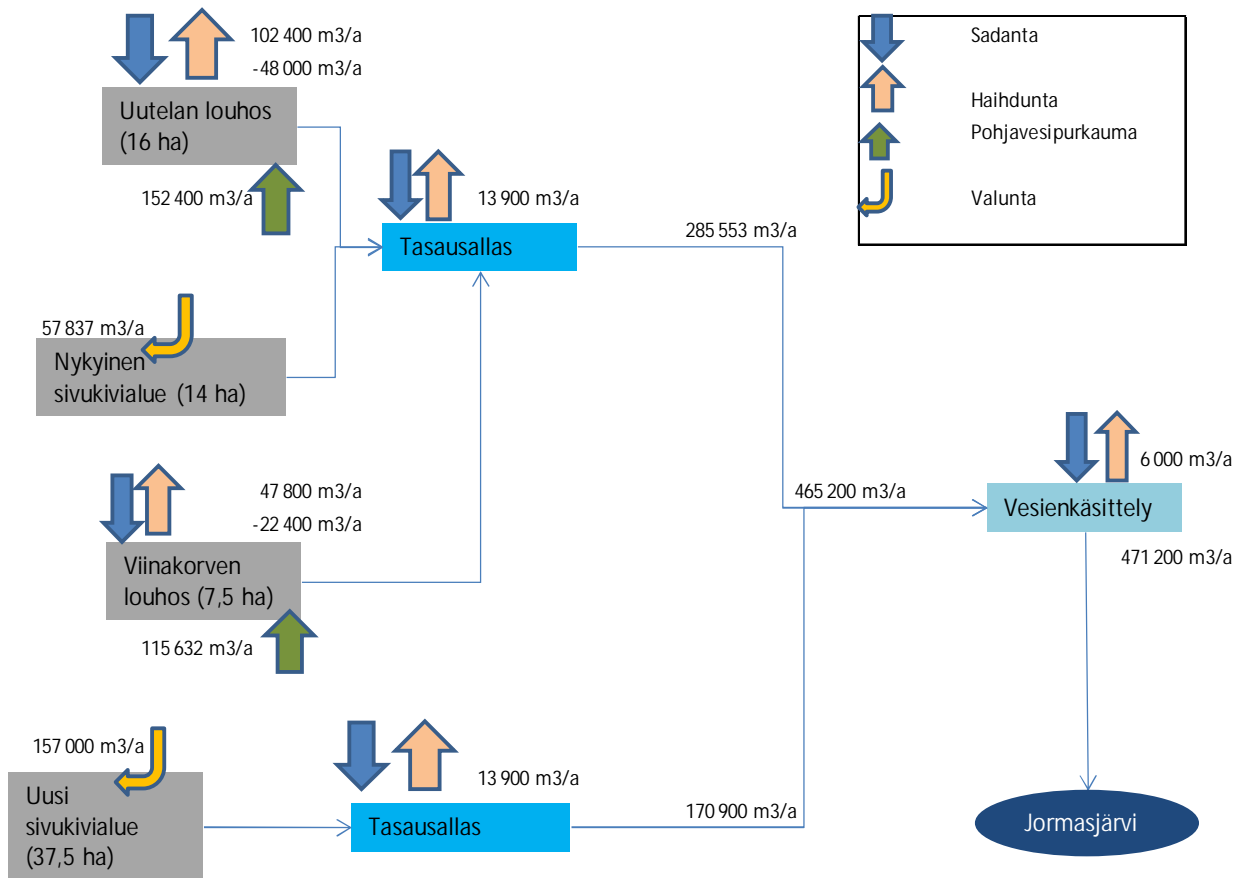 102 400 m3/a
-48 000 m3/a
Uutelan louhos
(16 ha)
152 400 m3/a
13 900 m3/a
Tasausallas
285 553 m3/a
57 837 m3/a
Nykyinen
sivukivialue (14 ha)
47 800 m3/a
-22 400 m3/a
Viinakorven
louhos (7,5 ha)
115 632 m3/a
157 000 m3/a
Uusi
sivukivialue
(37,5 ha)
13 900 m3/a
Tasausallas
170 900 m3/a
465 200 m3/a
6 000 m3/a
Vesienkäsittely
471 200 m3/a
Jormasjärvi
Sadanta
Haihdunta
Pohjavesipurkauma
Valunta